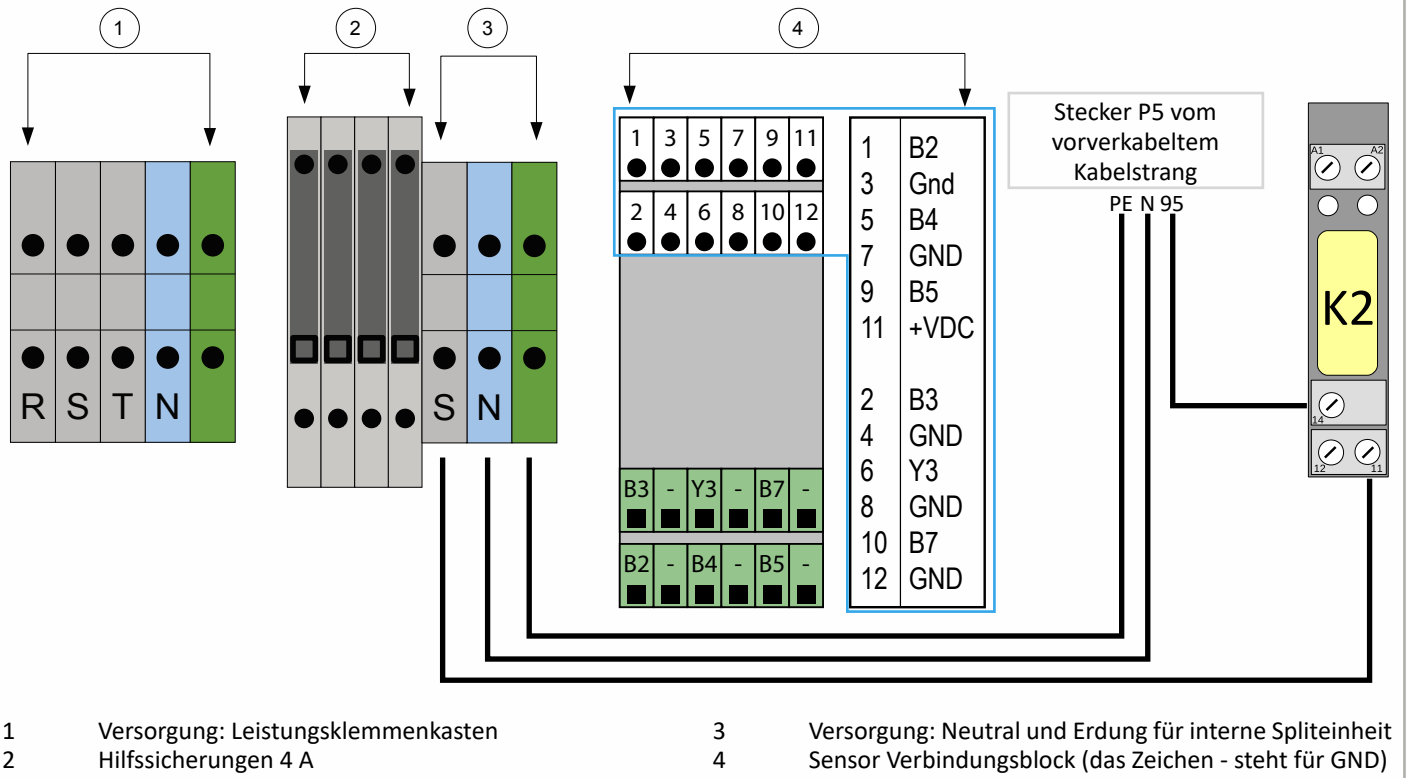 1 2 3 4
R S T N
S N
1 3 5 7 9 11
2 4 6 8 10 12
B3 - Y3 - B7 -
B2 - B4 - B5 -
1 B2
3 Gnd
5 B4
7 GND
9 B5
11 +VDC
2 B3
4 GND
6 Y3
8 GND
10 B7
12 GND
Stecker P5 vom
vorverkabeltem
Kabelstrang
PE N 95
A1 A2
K2
14
12 11
1 Versorgung: Leistungsklemmenkasten
2 Hilfssicherungen 4 A
3 Versorgung: Neutral und Erdung für interne Spliteinheit
4 Sensor Verbindungsblock (das Zeichen - steht für GND)